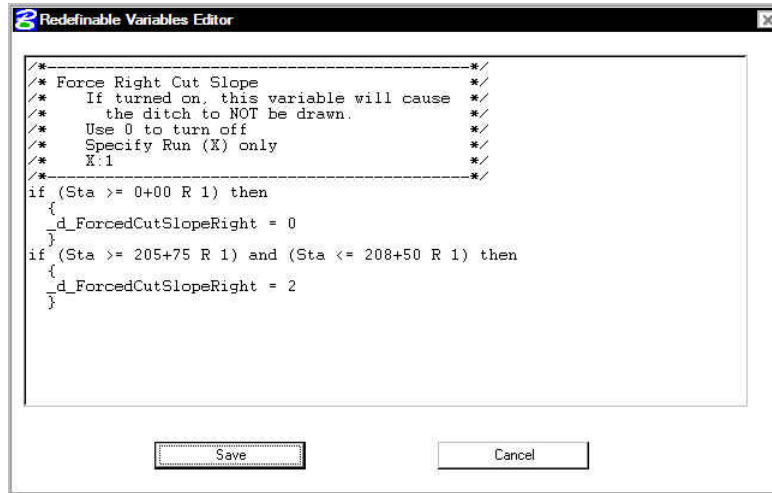 Redefinable Variables Editor
/*--------------------------------------------*/
/* Force Right Cut Slope                      */
/*    If turned on, this variable will cause  */
/*      the ditch to NOT be drawn.            */
/*    Use 0 to turn off                       */
/*    Specify Run (X) only                    */
/*    X:1                                     */
/*--------------------------------------------*/
if (Sta >= 0+00 R 1) then
  {
  _d_ForcedCutSlopeRight = 0
  }
if (Sta >= 205+75 R 1) and (Sta <= 208+50 R 1) then
  {
  _d_ForcedCutSlopeRight = 2
  }
Save
Cancel